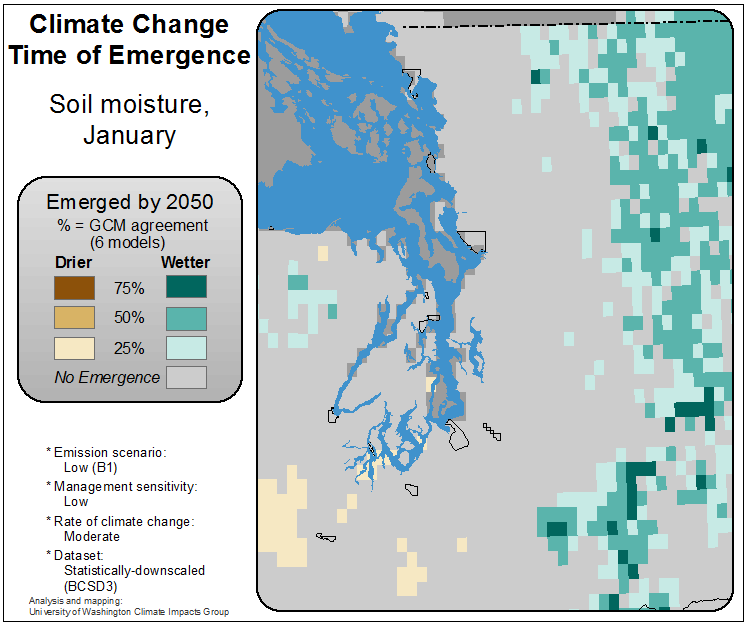 Climate Change
Time of Emergence
Soil moisture,
January
Emerged by 2050
% = GCM agreement
(6 models)
Drier Wetter
75%
50%
25%
No Emergence
* Emission scenario:
Low (B1)
* Management sensitivity:
Low
* Rate of climate change:
Moderate
* Dataset:
Statistically-downscaled
(BCSD3)
Analysis and mapping:
University of Washington Climate Impacts Group